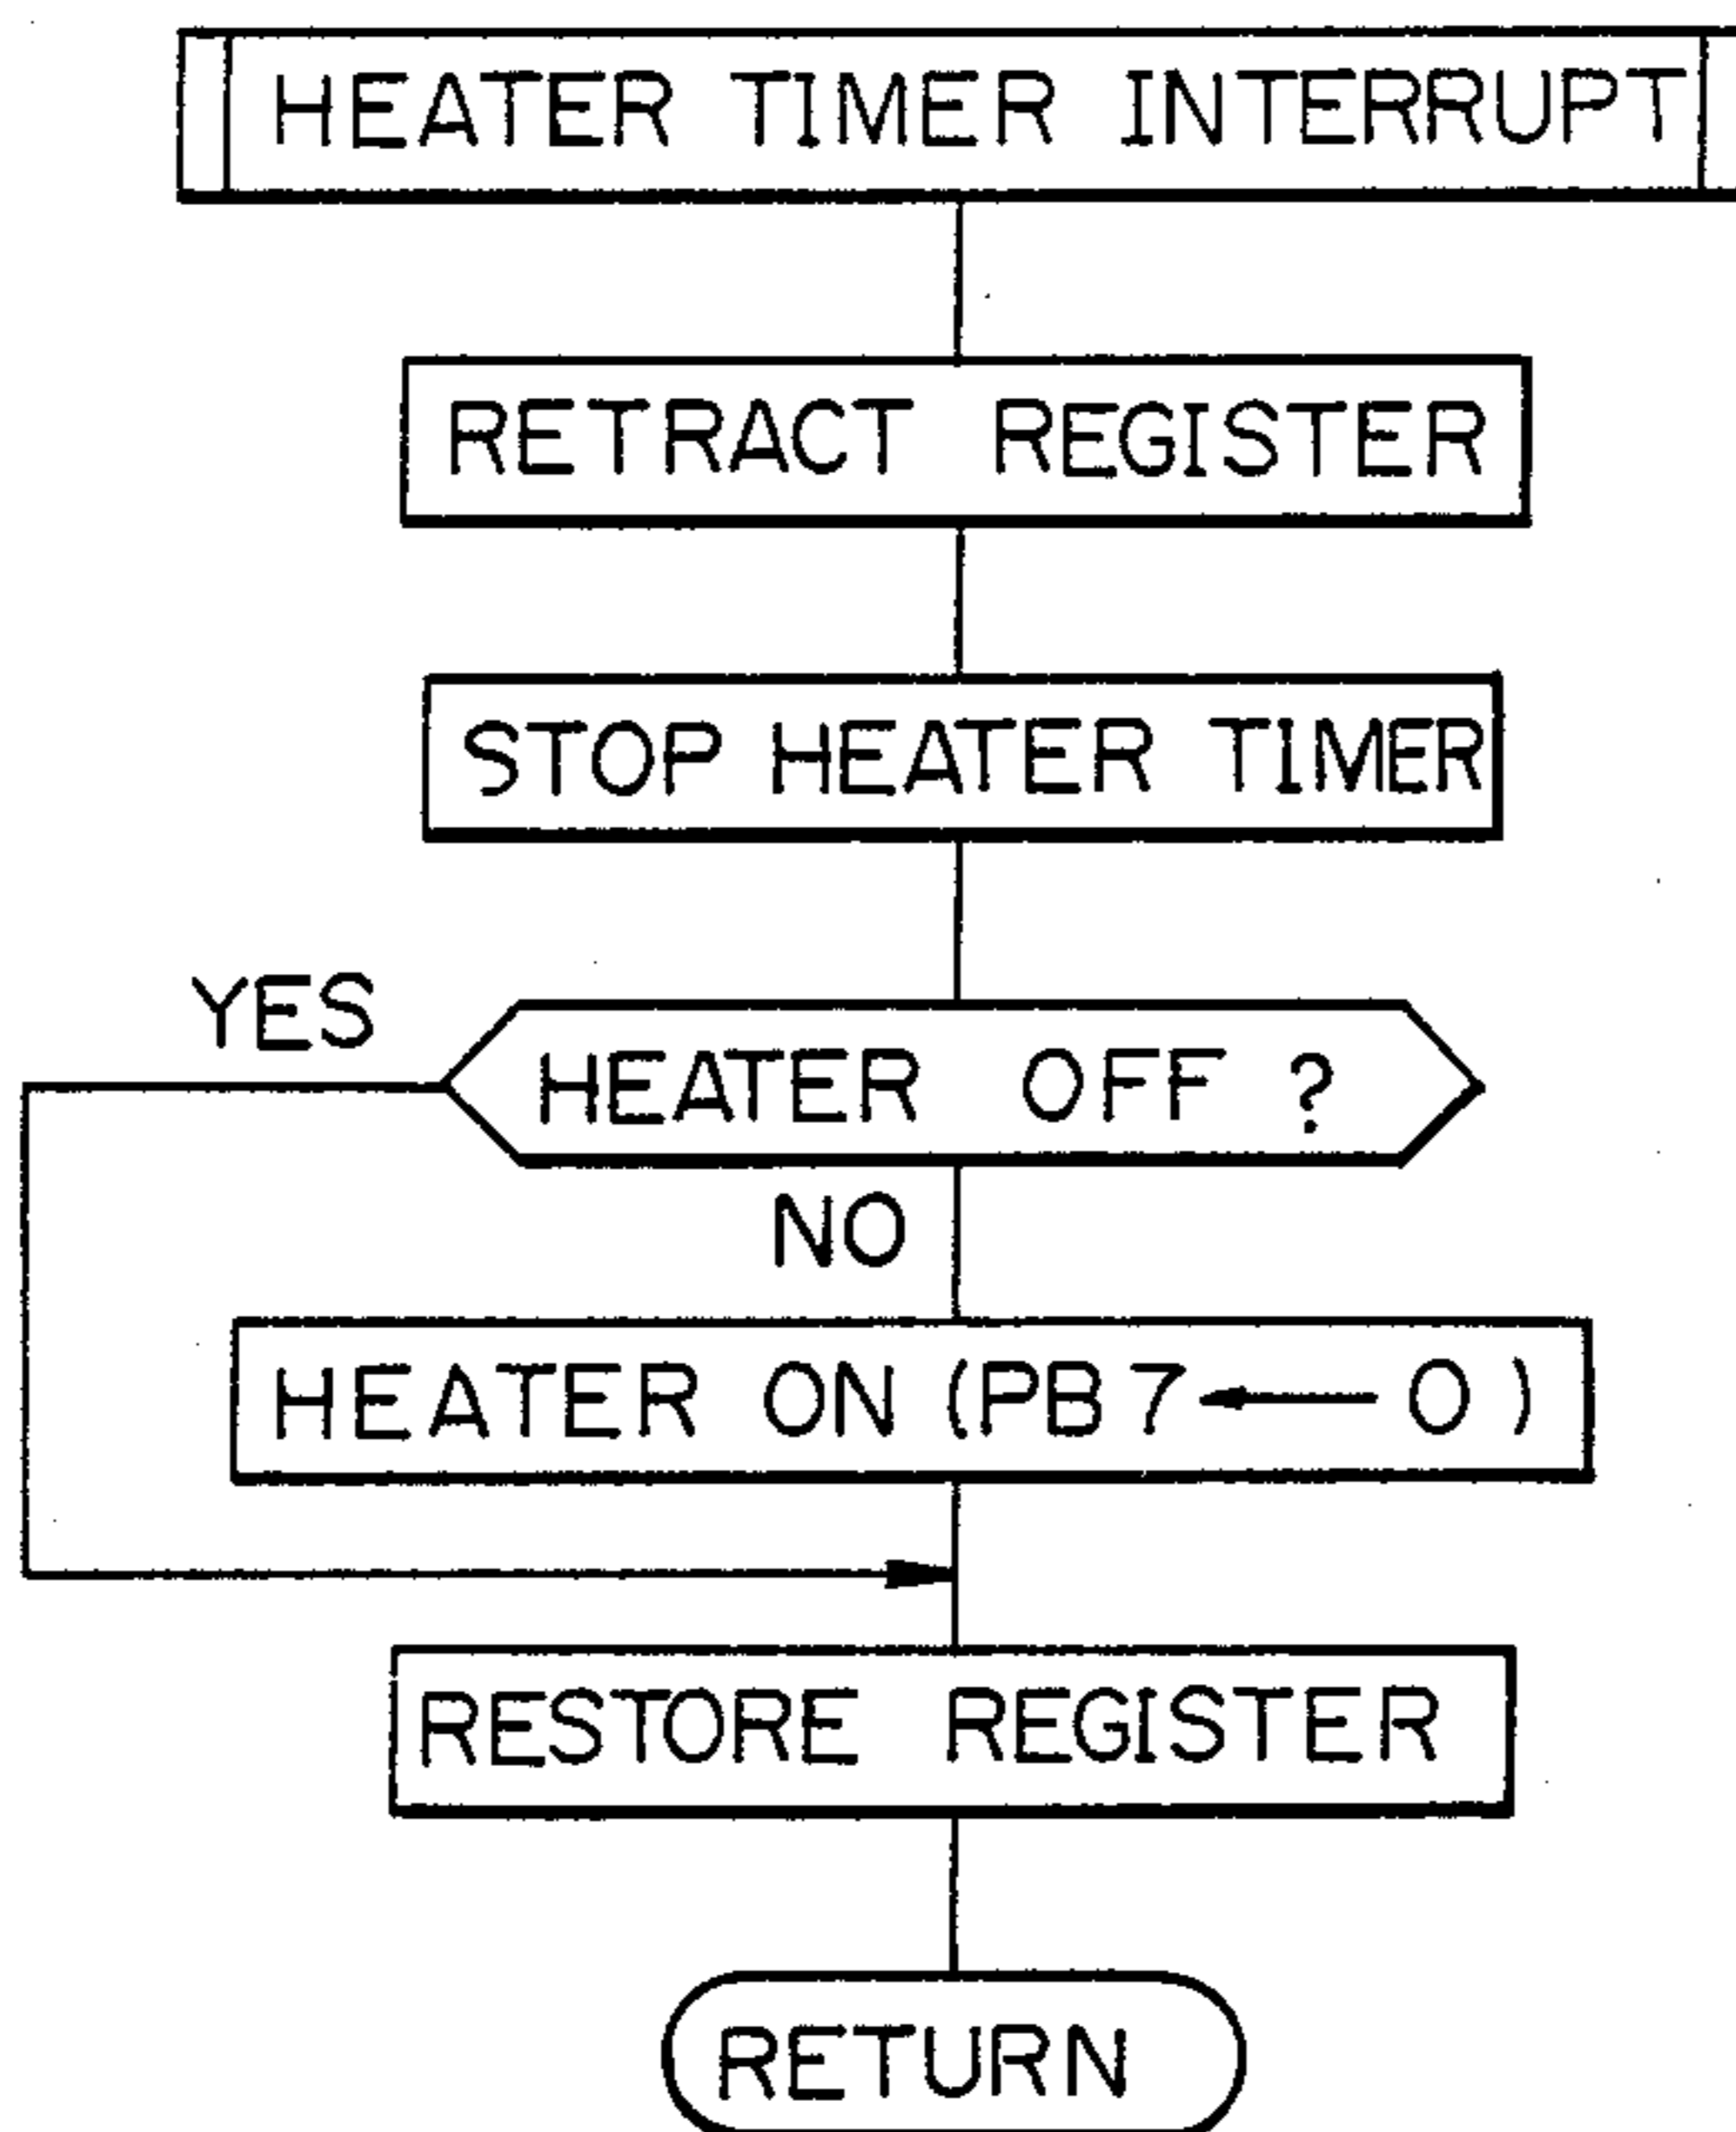 HEATER TIMER INTERRUPT
RETRACT REGISTER
STOP HEATER TIMER
YES
HEATER OFF ?
NO
HEATER ON (PB7 ← 0)
RESTORE REGISTER
RETURN